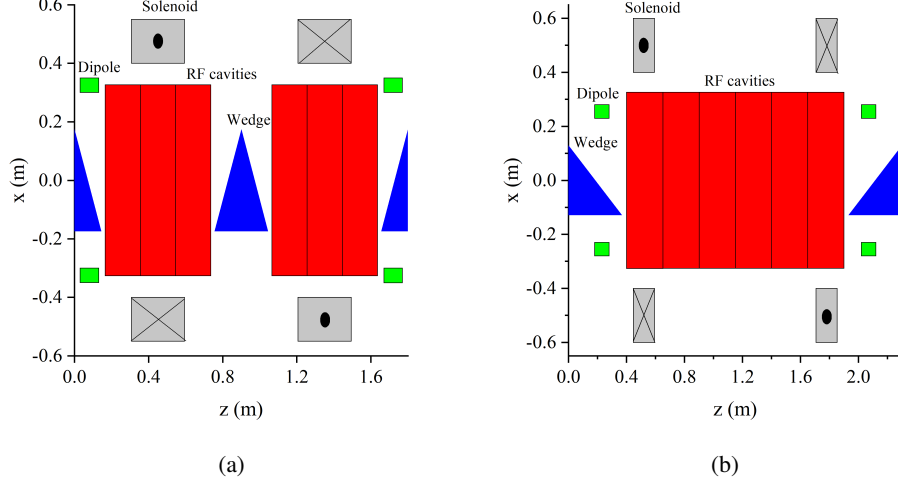 Solenoid
0.6
Dipole
RF cavities
0.4
Wedge
0.2
0.0
-0.2
-0.4
-0.6
x (m)
0.0 0.4 0.8 1.2 1.6
z (m)
(a)
Solenoid
0.6
RF cavities
0.4
Dipole
0.2
Wedge
0.0
-0.2
-0.4
-0.6
x (m)
0.0 0.4 0.8 1.2 1.6 2.0
z (m)
(b)